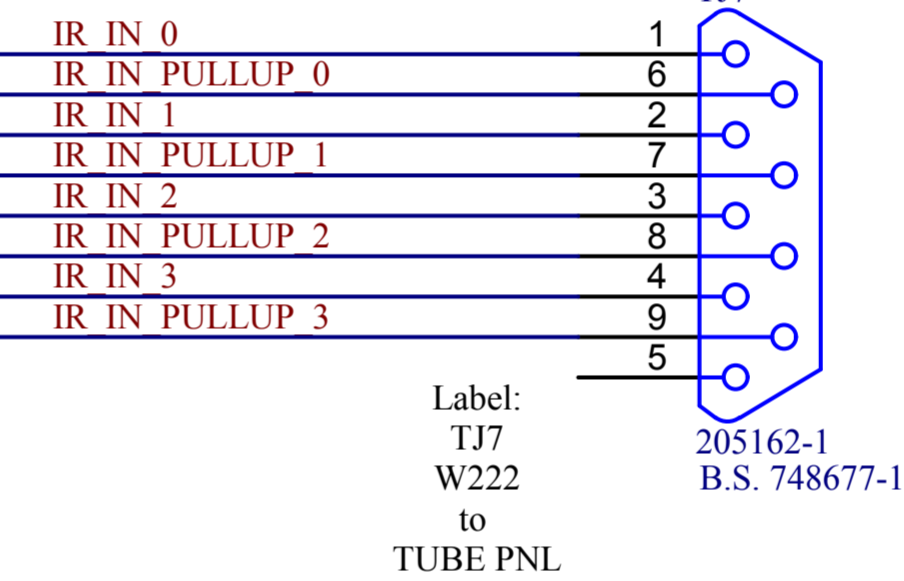 IR_IN_0
1
IR_IN_PULLUP_0
6
IR_IN_1
2
IR_IN_PULLUP_1
7
IR_IN_2
3
IR_IN_PULLUP_2
8
IR_IN_3
4
IR_IN_PULLUP_3
9
5
Label:
TJ7
W222
to
TUBE PNL
205162-1
B.S. 748677-1